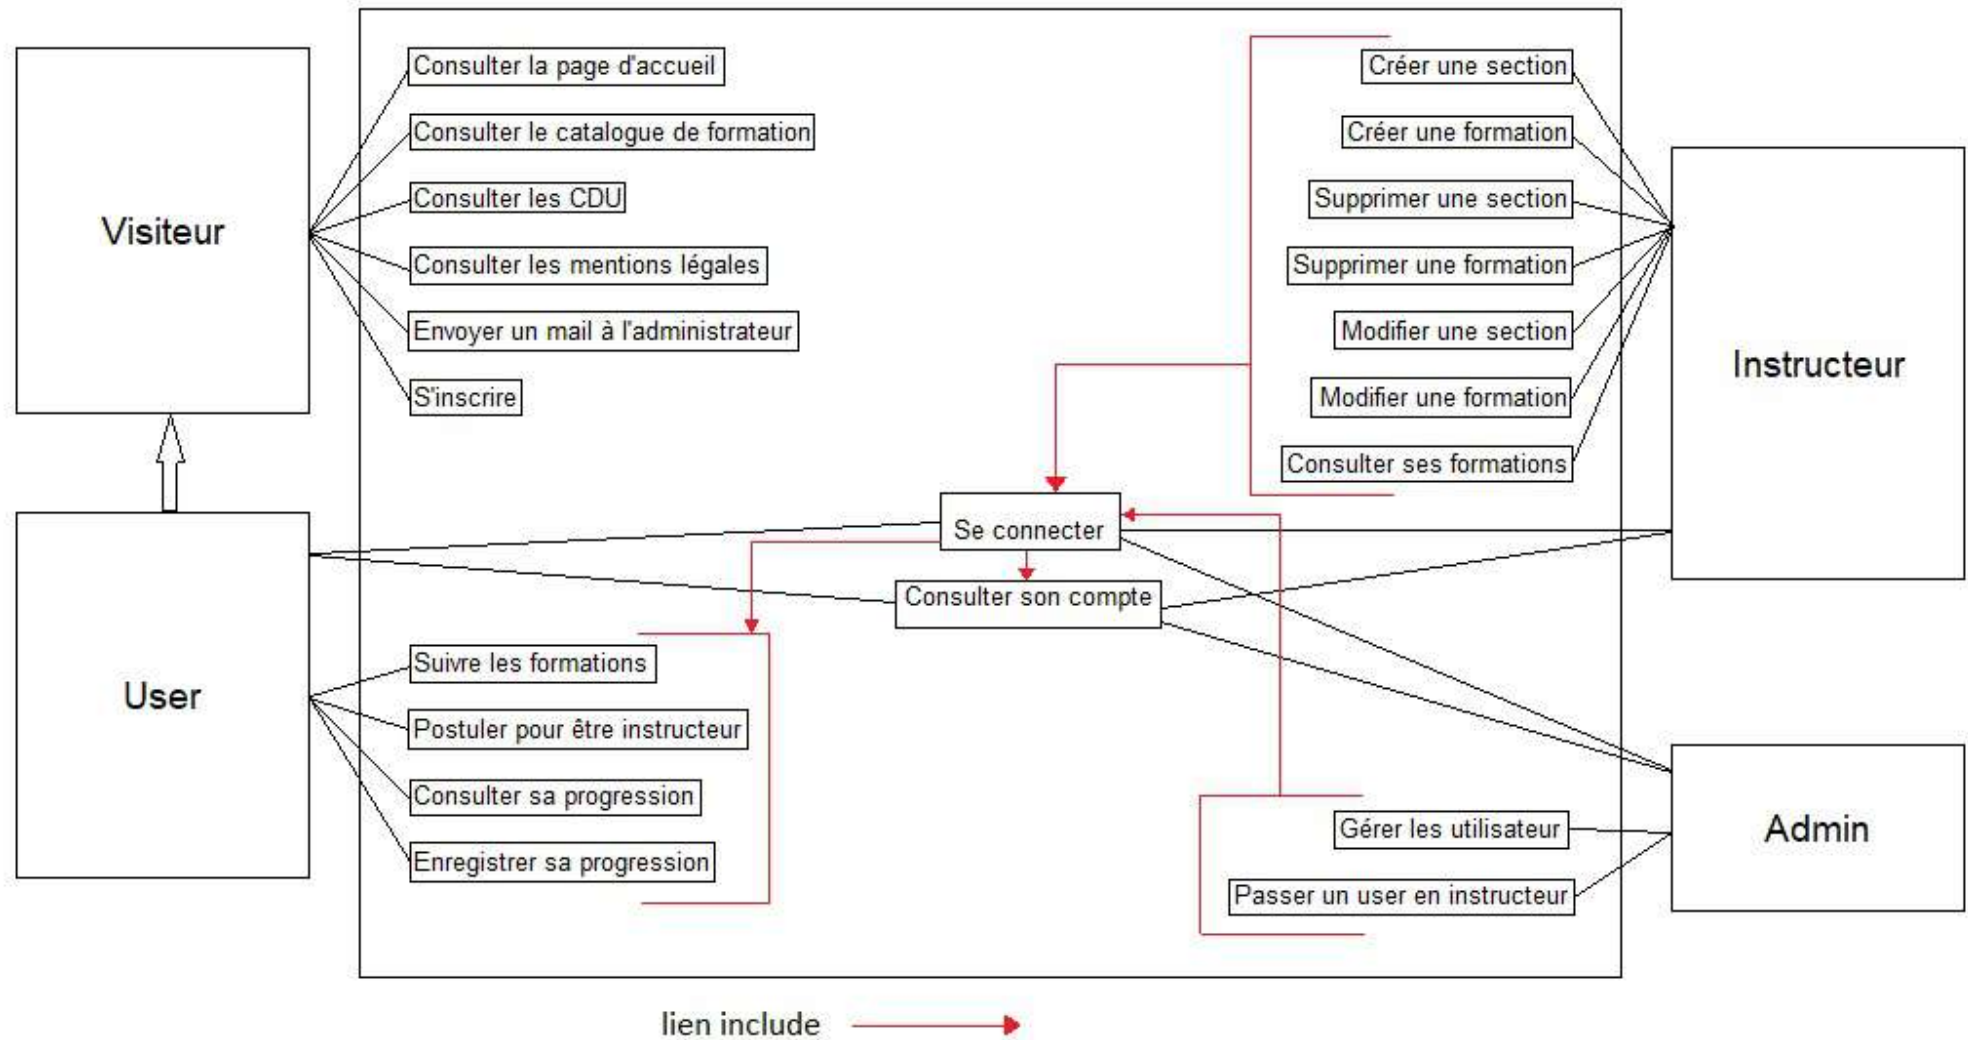 Visiteur
Consulter la page d'accueil
Consulter le catalogue de formation
Consulter les CDU
Consulter les mentions légales
Envoyer un mail à l'administrateur
S'inscrire
Créer une section
Créer une formation
Supprimer une section
Supprimer une formation
Modifier une section
Modifier une formation
Consulter ses formations
Instructeur
Se connecter
Consulter son compte
User
Suivre les formations
Postuler pour être instructeur
Consulter sa progression
Enregistrer sa progression
Gérer les utilisateur
Passer un user en instructeur
Admin
lien include